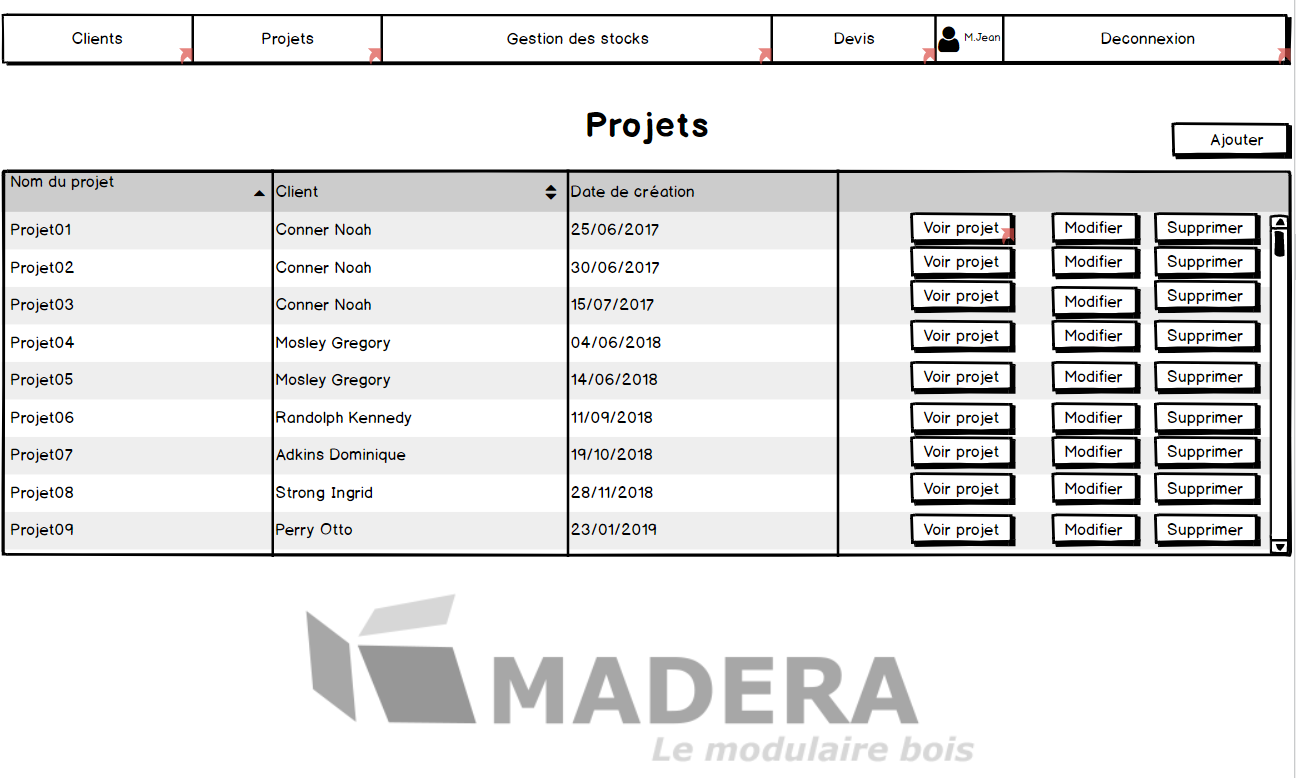 Clients Projets Gestion des stocks Devis M.Jean Deconnexion
Projets
Ajouter
Nom du projet Client Date de création
Projet01 Conner Noah 25/06/2017 Voir projet Modifier Supprimer
Projet02 Conner Noah 30/06/2017 Voir projet Modifier Supprimer
Projet03 Conner Noah 15/07/2017 Voir projet Modifier Supprimer
Projet04 Mosley Gregory 04/06/2018 Voir projet Modifier Supprimer
Projet05 Mosley Gregory 14/06/2018 Voir projet Modifier Supprimer
Projet06 Randolph Kennedy 11/09/2018 Voir projet Modifier Supprimer
Projet07 Adkins Dominique 19/10/2018 Voir projet Modifier Supprimer
Projet08 Strong Ingrid 28/11/2018 Voir projet Modifier Supprimer
Projet09 Perry Otto 23/01/2019 Voir projet Modifier Supprimer
MADERA
Le modulaire bois